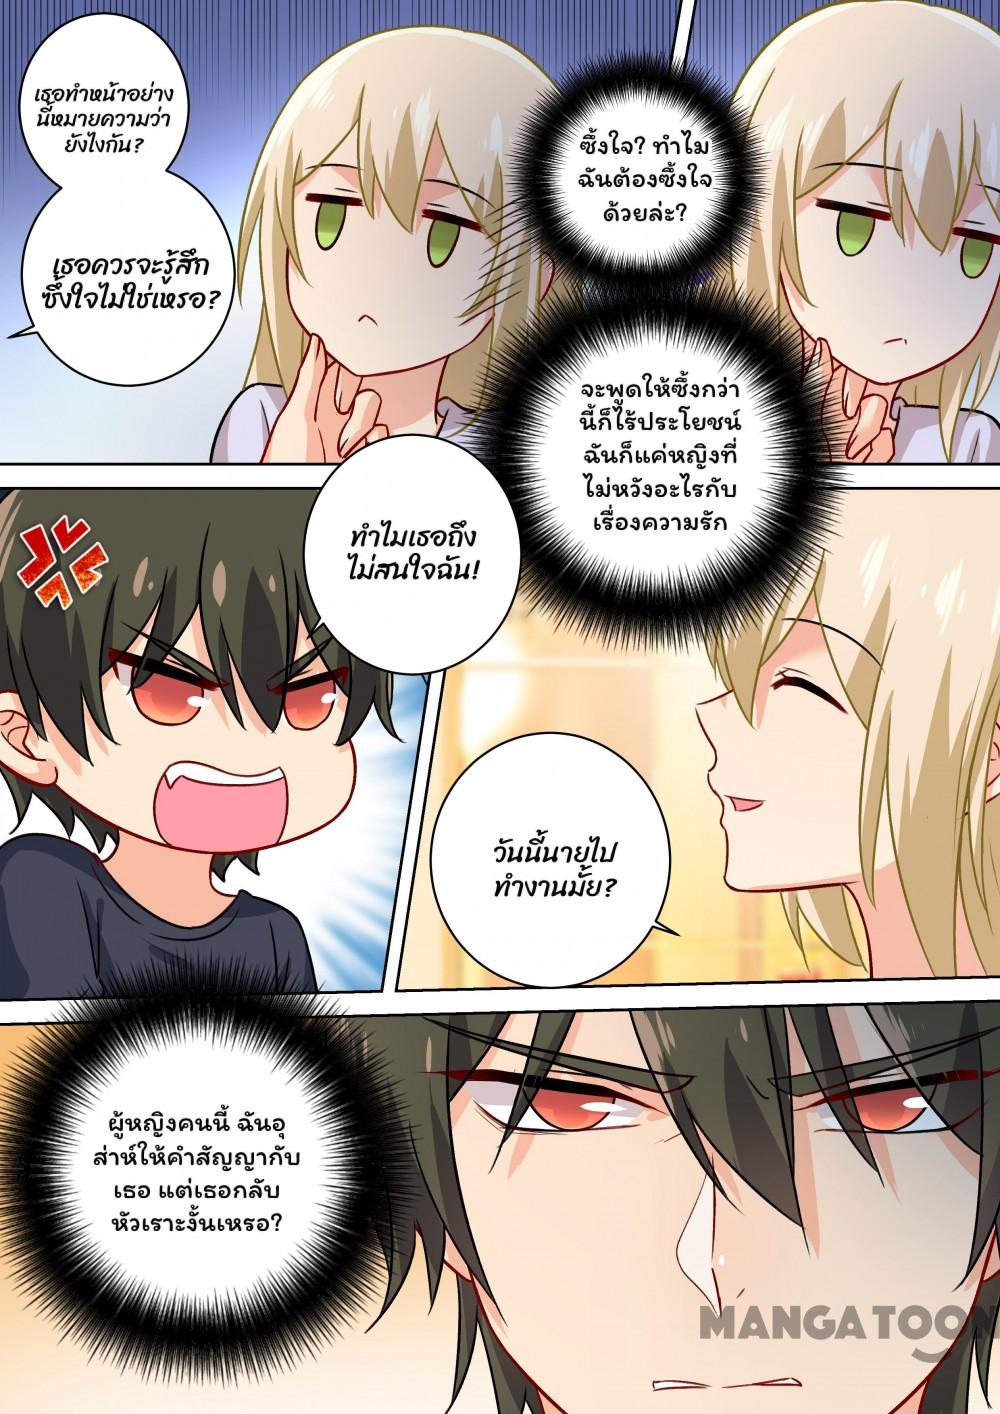 เธอทำหน้าอย่าง
นี้หมายความว่า
ยังไงกัน?
เธอควรจะรู้สึก
ซึ้งใจไม่ใช่เหรอ?
ซึ้งใจ? ทำไม
ฉันต้องซึ้งใจ
ด้วยล่ะ?
จะพูดให้ซึ้งกว่า
นี้ก็ไร้ประโยชน์
ฉันก็แค่หญิงที่
ไม่หวังอะไรกับ
เรื่องความรัก
ทำไมเธอถึง
ไม่สนใจฉัน!
วันนี้นายไป
ทำงานมั้ย?
ผู้หญิงคนนี้ ฉันอุ
ส่าห์ให้คำสัญญากับ
เธอ แต่เธอกลับ
หัวเราะงั้นเหรอ?
MANGATOON